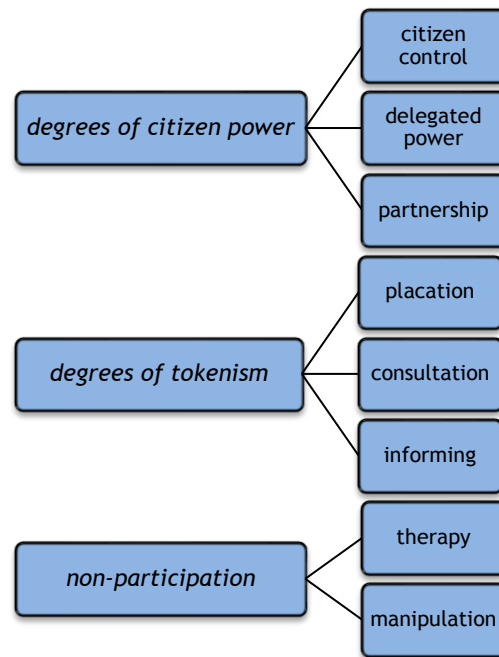 degrees of citizen power
citizen
control
delegated
power
partnership
degrees of tokenism
placation
consultation
informing
non-participation
therapy
manipulation